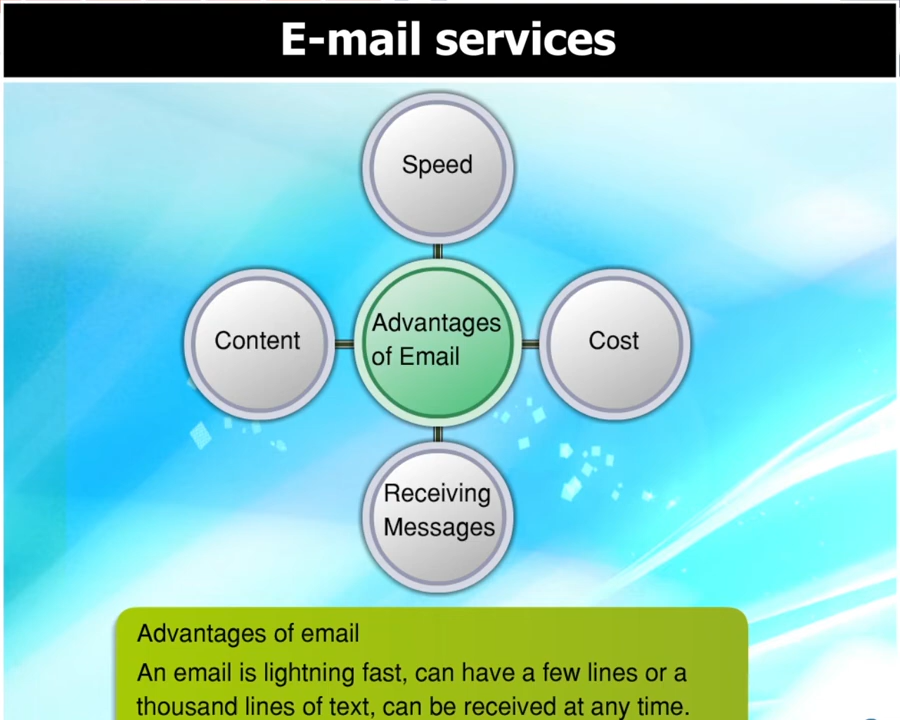 E-mail services
Speed
Content
Advantages
of Email
Cost
Receiving
Messages
Advantages of email
An email is lightning fast, can have a few lines or a
thousand lines of text, can be received at any time.